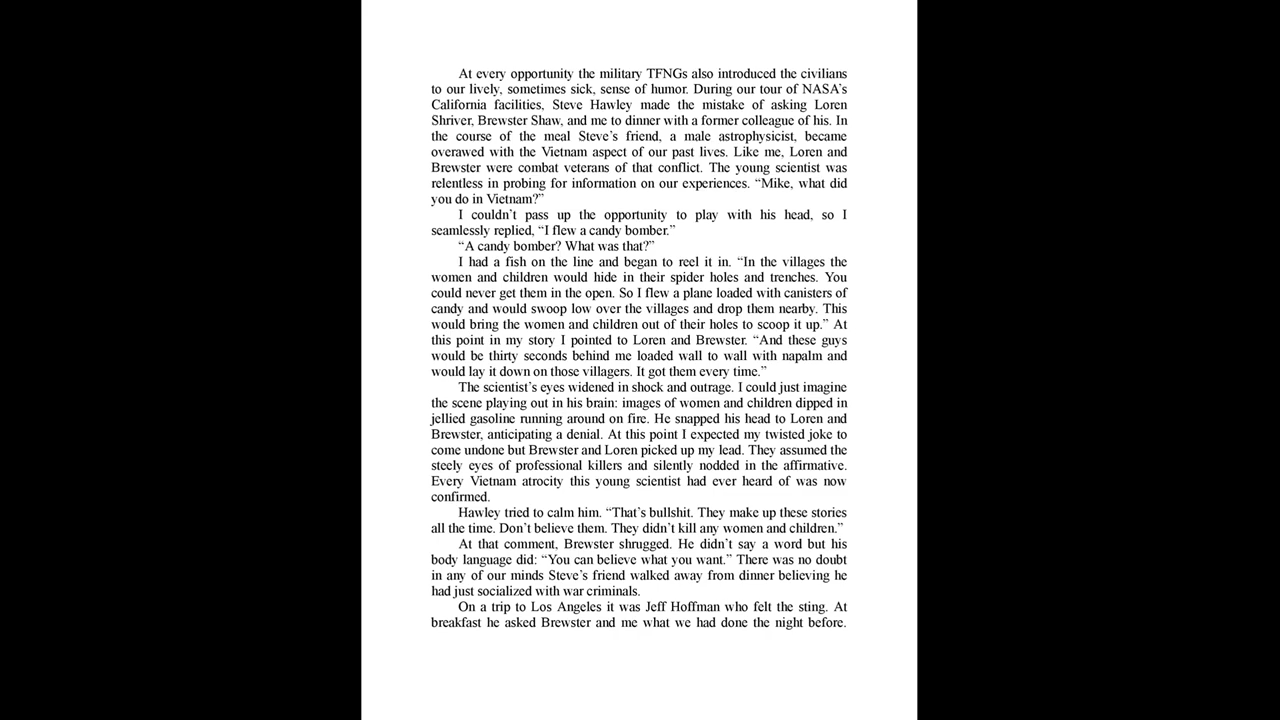 At every opportunity the military TFNGs also introduced the civilians
to our lively, sometimes sick, sense of humor. During our tour of NASA’s
California facilities, Steve Hawley made the mistake of asking Loren
Shriver, Brewster Shaw, and me to dinner with a former colleague of his. In
the course of the meal Steve’s friend, a male astrophysicist, became
overawed with the Vietnam aspect of our past lives. Like me, Loren and
Brewster were combat veterans of that conflict. The young scientist was
relentless in probing for information on our experiences. “Mike, what did
you do in Vietnam?”
I couldn’t pass up the opportunity to play with his head, so I
seamlessly replied, “I flew a candy bomber.”
“A candy bomber? What was that?”
I had a fish on the line and began to reel it in. “In the villages the
women and children would hide in their spider holes and trenches. You
could never get them in the open. So I flew a plane loaded with canisters of
candy and would swoop low over the villages and drop them nearby. This
would bring the women and children out of their holes to scoop it up.” At
this point in my story I pointed to Loren and Brewster. “And these guys
would be thirty seconds behind me loaded wall to wall with napalm and
would lay it down on those villagers. It got them every time.”
The scientist’s eyes widened in shock and outrage. I could just imagine
the scene playing out in his brain: images of women and children dipped in
jellied gasoline running around on fire. He snapped his head to Loren and
Brewster, anticipating a denial. At this point I expected my twisted joke to
come undone but Brewster and Loren picked up my lead. They assumed the
steely eyes of professional killers and silently nodded in the affirmative.
Every Vietnam atrocity this young scientist had ever heard of was now
confirmed.
Hawley tried to calm him. “That’s bullshit. They make up these stories
all the time. Don’t believe them. They didn’t kill any women and children.”
At that comment, Brewster shrugged. He didn’t say a word but his
body language did: “You can believe what you want.” There was no doubt
in any of our minds Steve’s friend walked away from dinner believing he
had just socialized with war criminals.
On a trip to Los Angeles it was Jeff Hoffman who felt the sting. At
breakfast he asked Brewster and me what we had done the night before.